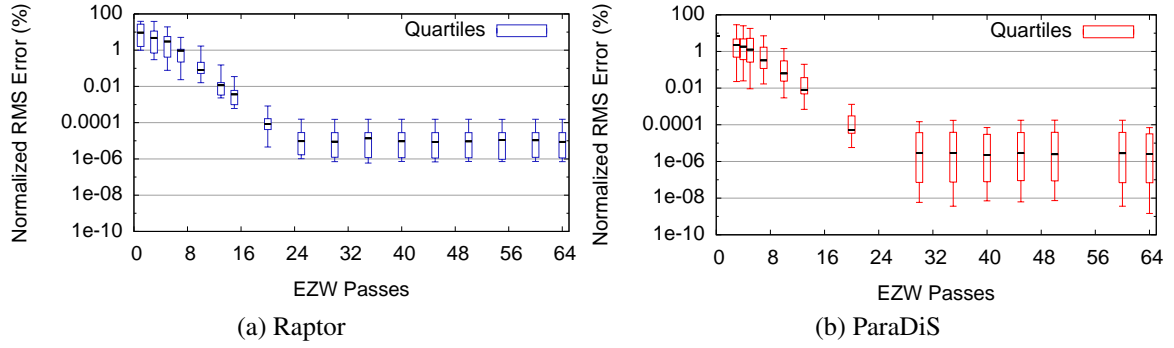 Normalized RMS Error (%)
100
1
0.01
0.0001
1e-06
1e-08
1e-10
Quartiles
0 8 16 24 32 40 48 56 64
EZW Passes
(a) Raptor
Normalized RMS Error (%)
100
1
0.01
0.0001
1e-06
1e-08
1e-10
Quartiles
0 8 16 24 32 40 48 56 64
EZW Passes
(b) ParaDiS